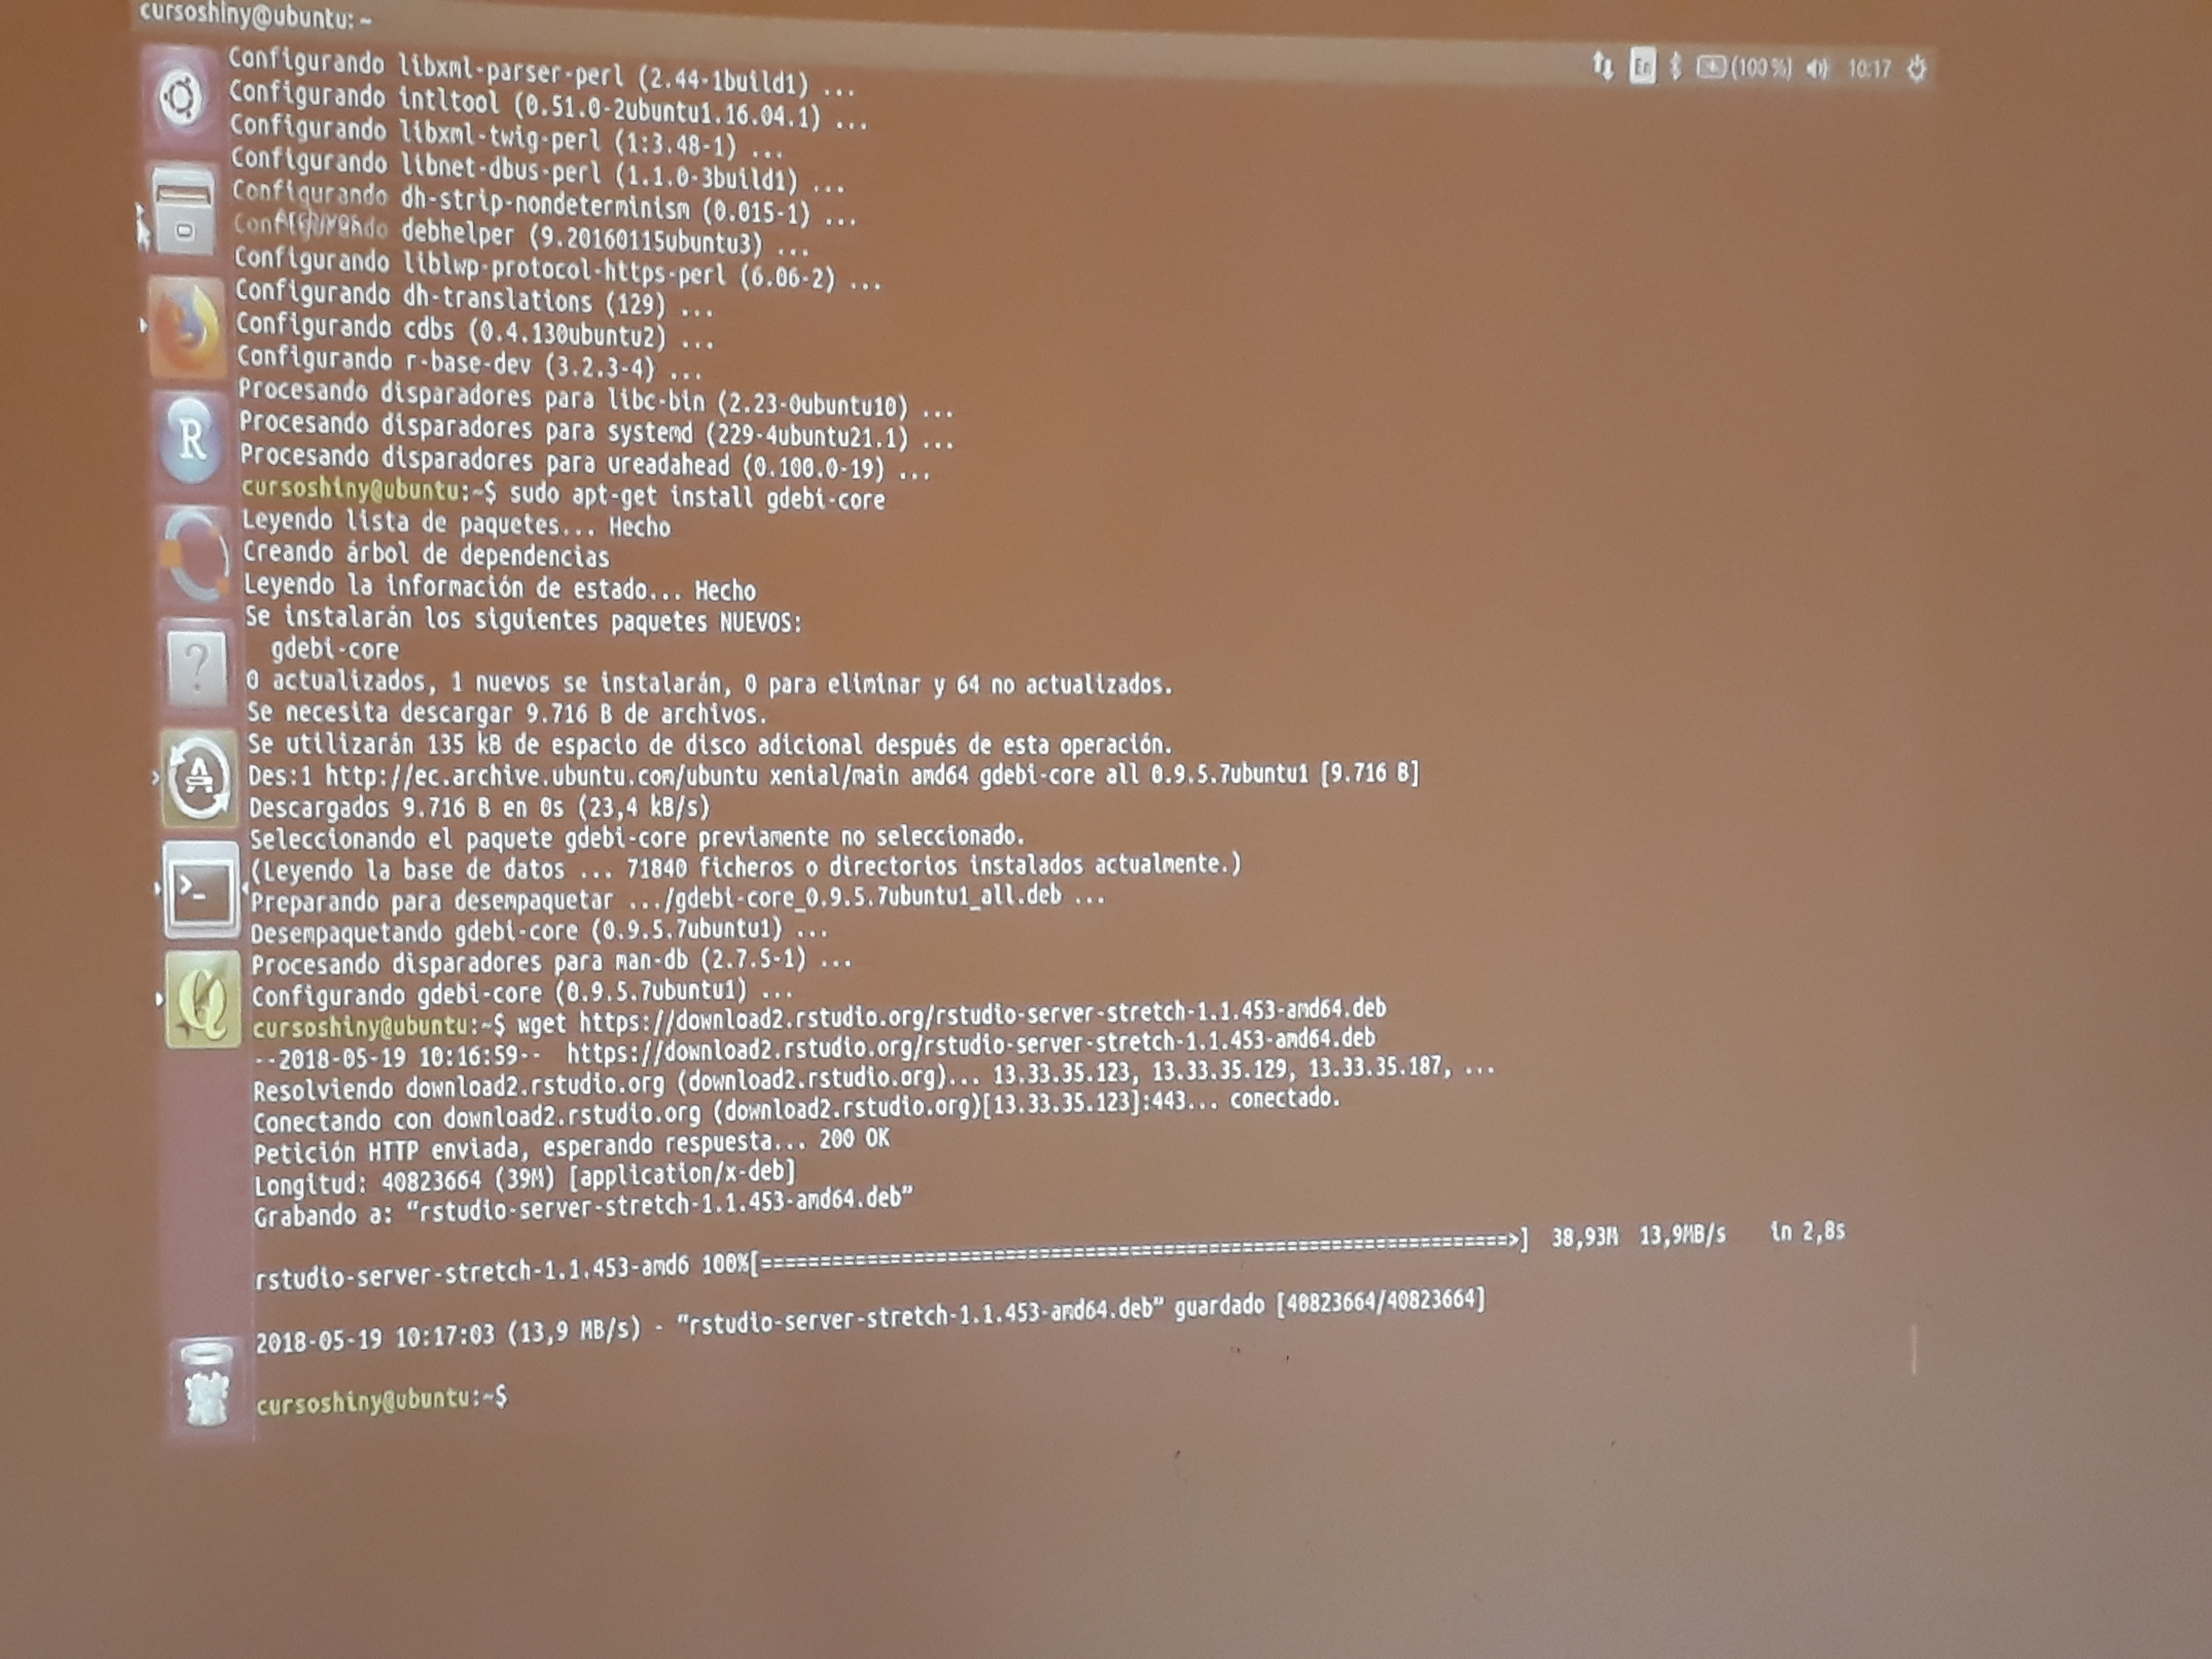 cursoshiny@ubuntu: ~
En (100%) 10:17
Configurando libxml-parser-perl (2.44-1build1) ...
Configurando intltool (0.51.0-2ubuntu1.16.04.1) ...
Configurando libxml-twig-perl (1:3.48-1) ...
Configurando libnet-dbus-perl (1.1.0-3build1) ...
Configurando dh-strip-nondeterminism (0.015-1) ...
Configurando debhelper (9.20160115ubuntu3) ...
Archivos
Configurando liblwp-protocol-https-perl (6.06-2) ...
Configurando dh-translations (129) ...
Configurando cdbs (0.4.130ubuntu2) ...
Configurando r-base-dev (3.2.3-4) ...
Procesando disparadores para libc-bin (2.23-0ubuntu10) ...
Procesando disparadores para systemd (229-4ubuntu21.1) ...
Procesando disparadores para ureadahead (0.100.0-19) ...
cursoshiny@ubuntu:~$ sudo apt-get install gdebi-core
Leyendo lista de paquetes... Hecho
Creando árbol de dependencias
Leyendo la información de estado... Hecho
Se instalarán los siguientes paquetes NUEVOS:
gdebi-core
0 actualizados, 1 nuevos se instalarán, 0 para eliminar y 64 no actualizados.
Se necesita descargar 9.716 B de archivos.
Se utilizarán 135 kB de espacio de disco adicional después de esta operación.
Des:1 http://ec.archive.ubuntu.com/ubuntu xenial/main amd64 gdebi-core all 0.9.5.7ubuntu1 [9.716 B]
Descargados 9.716 B en 0s (23,4 kB/s)
Seleccionando el paquete gdebi-core previamente no seleccionado.
(Leyendo la base de datos ... 71840 ficheros o directorios instalados actualmente.)
Preparando para desempaquetar .../gdebi-core_0.9.5.7ubuntu1_all.deb ...
Desempaquetando gdebi-core (0.9.5.7ubuntu1) ...
Procesando disparadores para man-db (2.7.5-1) ...
Configurando gdebi-core (0.9.5.7ubuntu1) ...
cursoshiny@ubuntu:~$ wget https://download2.rstudio.org/rstudio-server-stretch-1.1.453-amd64.deb
--2018-05-19 10:16:59-- https://download2.rstudio.org/rstudio-server-stretch-1.1.453-amd64.deb
Resolviendo download2.rstudio.org (download2.rstudio.org)... 13.33.35.123, 13.33.35.129, 13.33.35.187, ...
Conectando con download2.rstudio.org (download2.rstudio.org)[13.33.35.123]:443... conectado.
Petición HTTP enviada, esperando respuesta... 200 OK
Longitud: 40823664 (39M) [application/x-deb]
Grabando a: “rstudio-server-stretch-1.1.453-amd64.deb”
rstudio-server-stretch-1.1.453-amd6 100%[==================================================================>] 38,93M 13,9MB/s in 2,8s
2018-05-19 10:17:03 (13,9 MB/s) - “rstudio-server-stretch-1.1.453-amd64.deb” guardado [40823664/40823664]
cursoshiny@ubuntu:~$